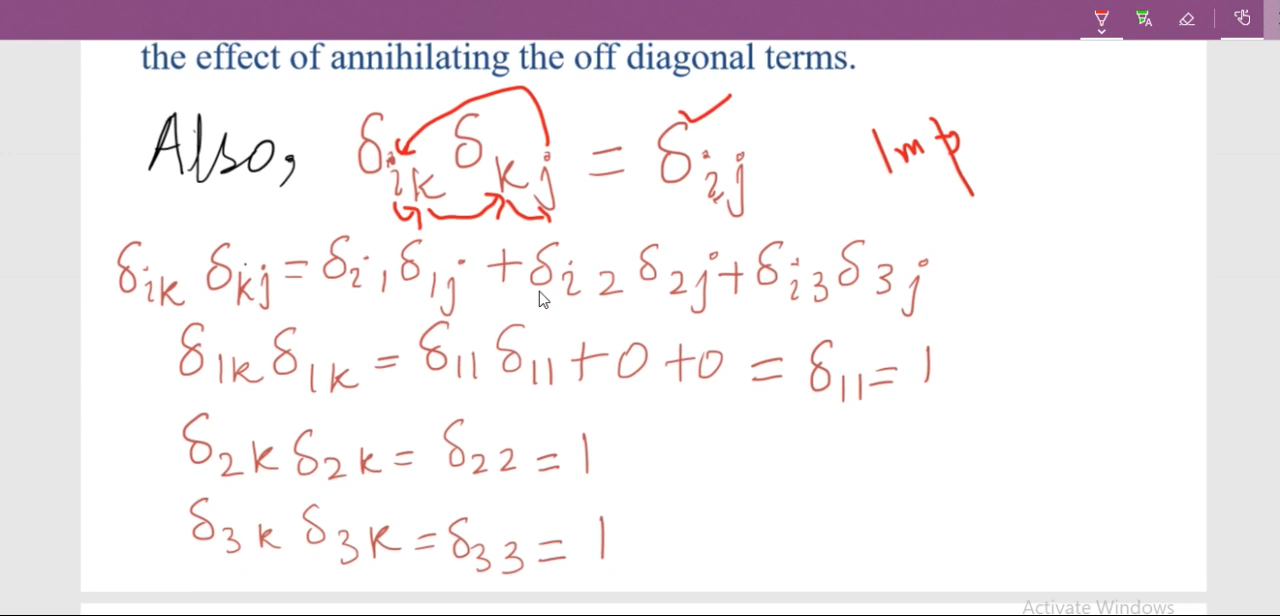 the effect of annihilating the off diagonal terms.
Also, δik δkj = δij Imp
δik δkj = δi1 δ1j + δi2 δ2j + δi3 δ3j
δ1k δ1k = δ11 δ11 + 0 + 0 = δ11 = 1
δ2k δ2k = δ22 = 1
δ3k δ3k = δ33 = 1
Activate Windows